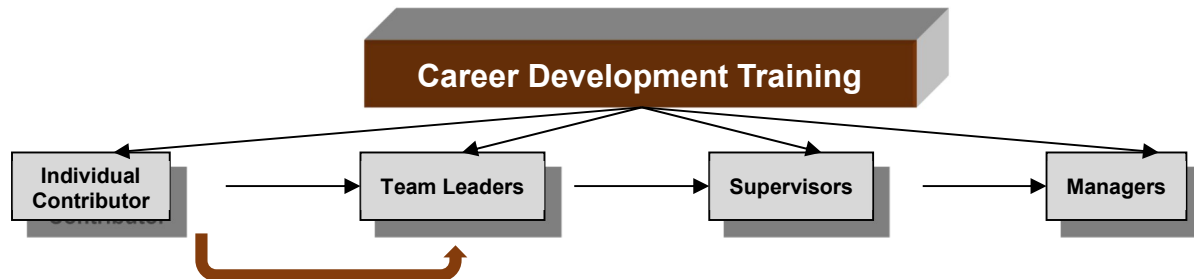 Career Development Training
Individual
Contributor
Team Leaders
Supervisors
Managers